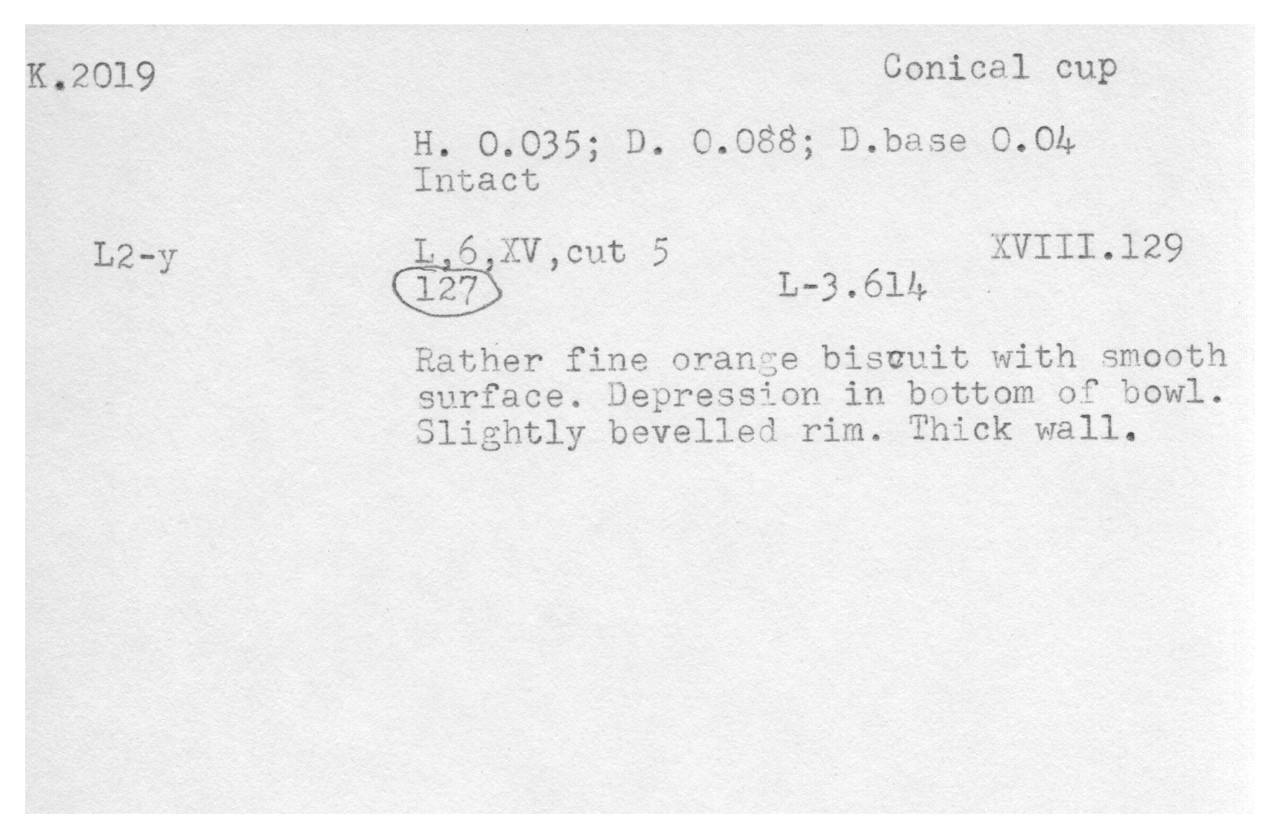 K.2019 Conical cup
H. 0.035; D. 0.088; D.base 0.04
Intact
L2-y L,6,XV,cut 5 XVIII.129
127 L-3.614
Rather fine orange biscuit with smooth
surface. Depression in bottom of bowl.
Slightly bevelled rim. Thick wall.